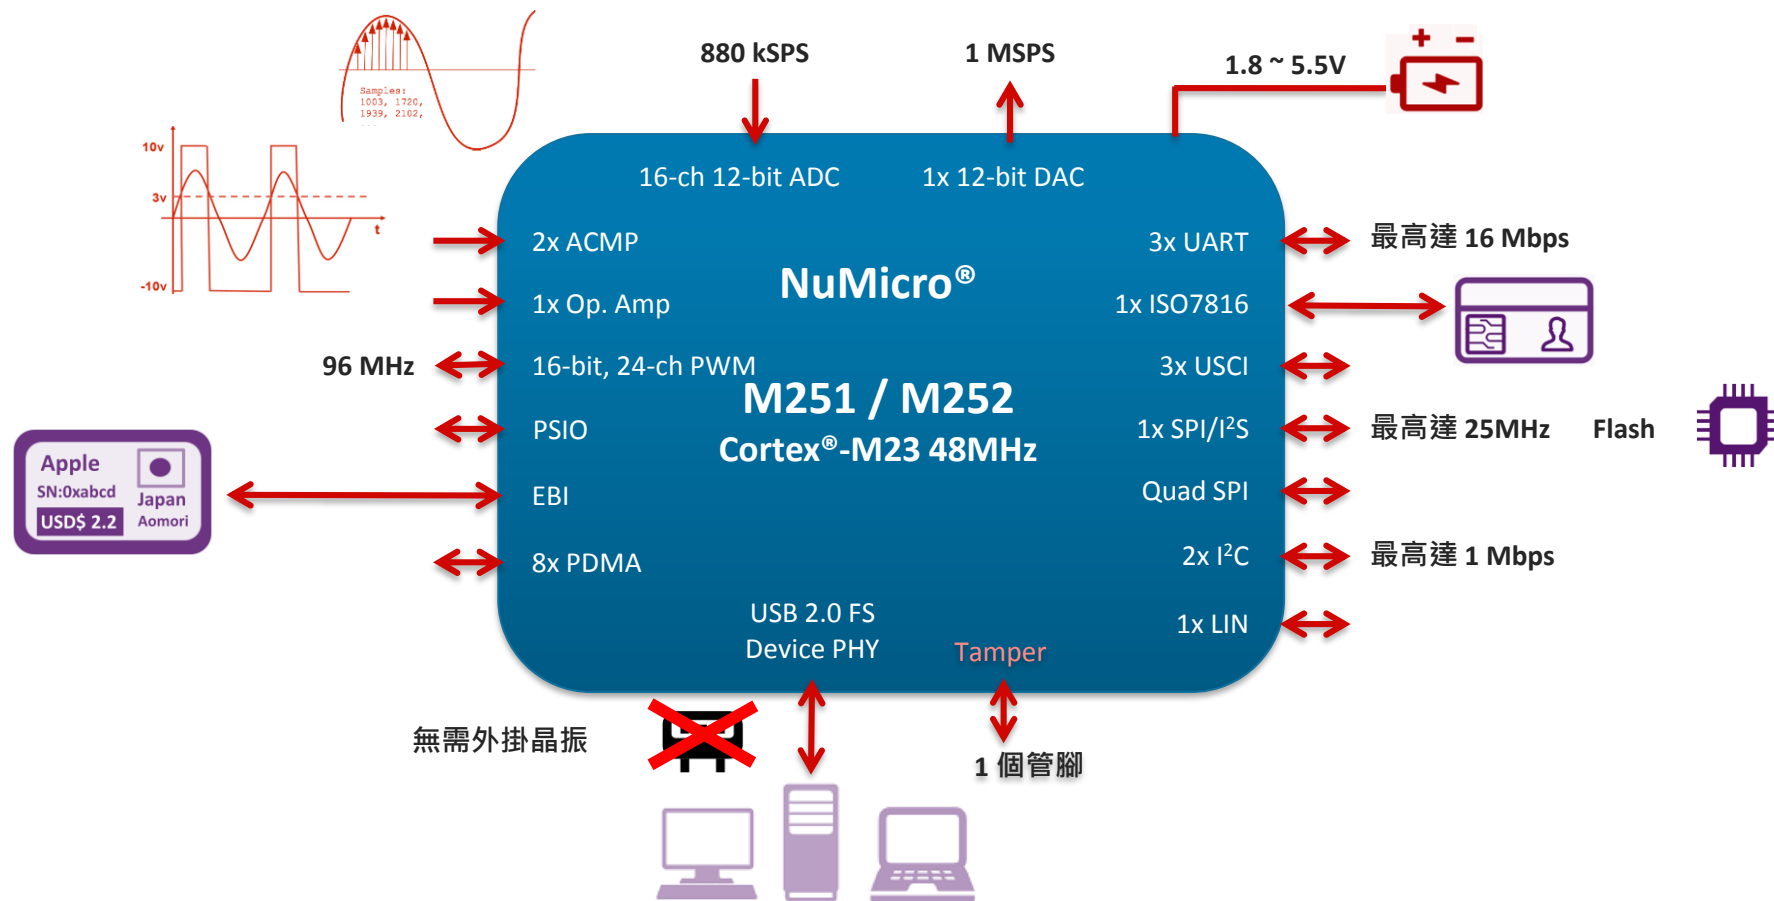 880 kSPS
1 MSPS
1.8 ~ 5.5V
Samples:
1003, 1720,
1939, 2102,
...
10v
3v
t
-10v
16-ch 12-bit ADC
1x 12-bit DAC
2x ACMP
3x UART
最高達 16 Mbps
NuMicro®
1x Op. Amp
1x ISO7816
96 MHz
16-bit, 24-ch PWM
3x USCI
M251 / M252
PSIO
1x SPI/I²S
最高達 25MHz
Flash
Cortex®-M23 48MHz
Apple
SN:0xabcd
USD$ 2.2
Japan
Aomori
EBI
Quad SPI
8x PDMA
2x I²C
最高達 1 Mbps
USB 2.0 FS
Device PHY
Tamper
1x LIN
無需外掛晶振
1 個管腳